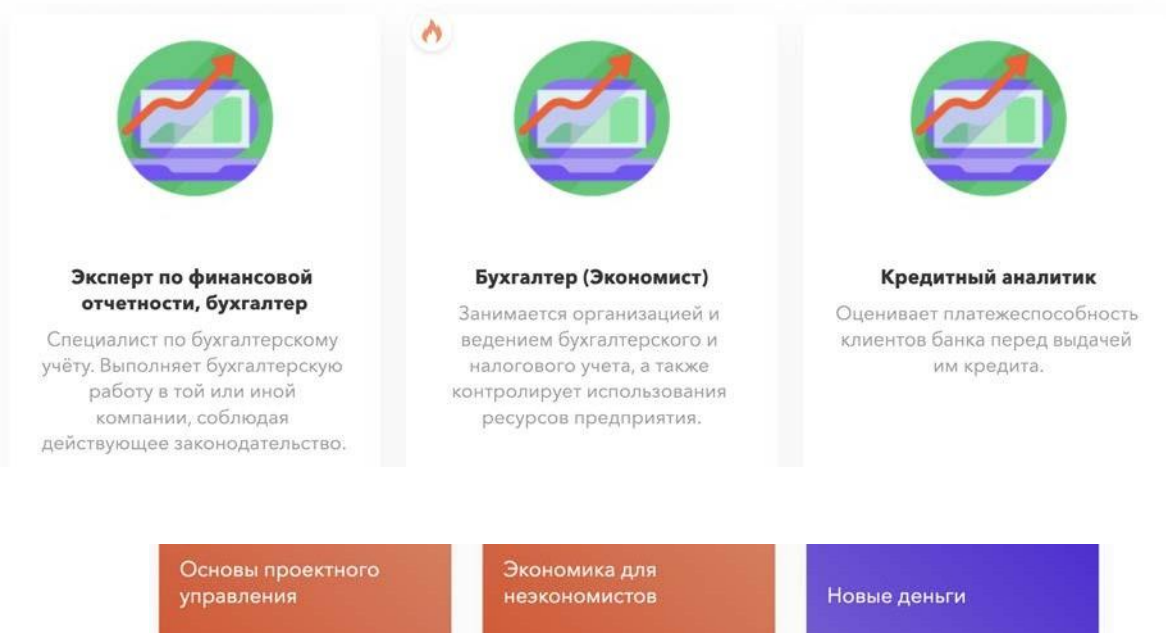 Эксперт по финансовой
отчетности, бухгалтер
Специалист по бухгалтерскому
учёту. Выполняет бухгалтерскую
работу в той или иной
компании, соблюдая
действующее законодательство.
Бухгалтер (Экономист)
Занимается организацией и
ведением бухгалтерского и
налогового учета, а также
контролирует использования
ресурсов предприятия.
Кредитный аналитик
Оценивает платежеспособность
клиентов банка перед выдачей
им кредита.
Основы проектного
управления
Экономика для
неэкономистов
Новые деньги